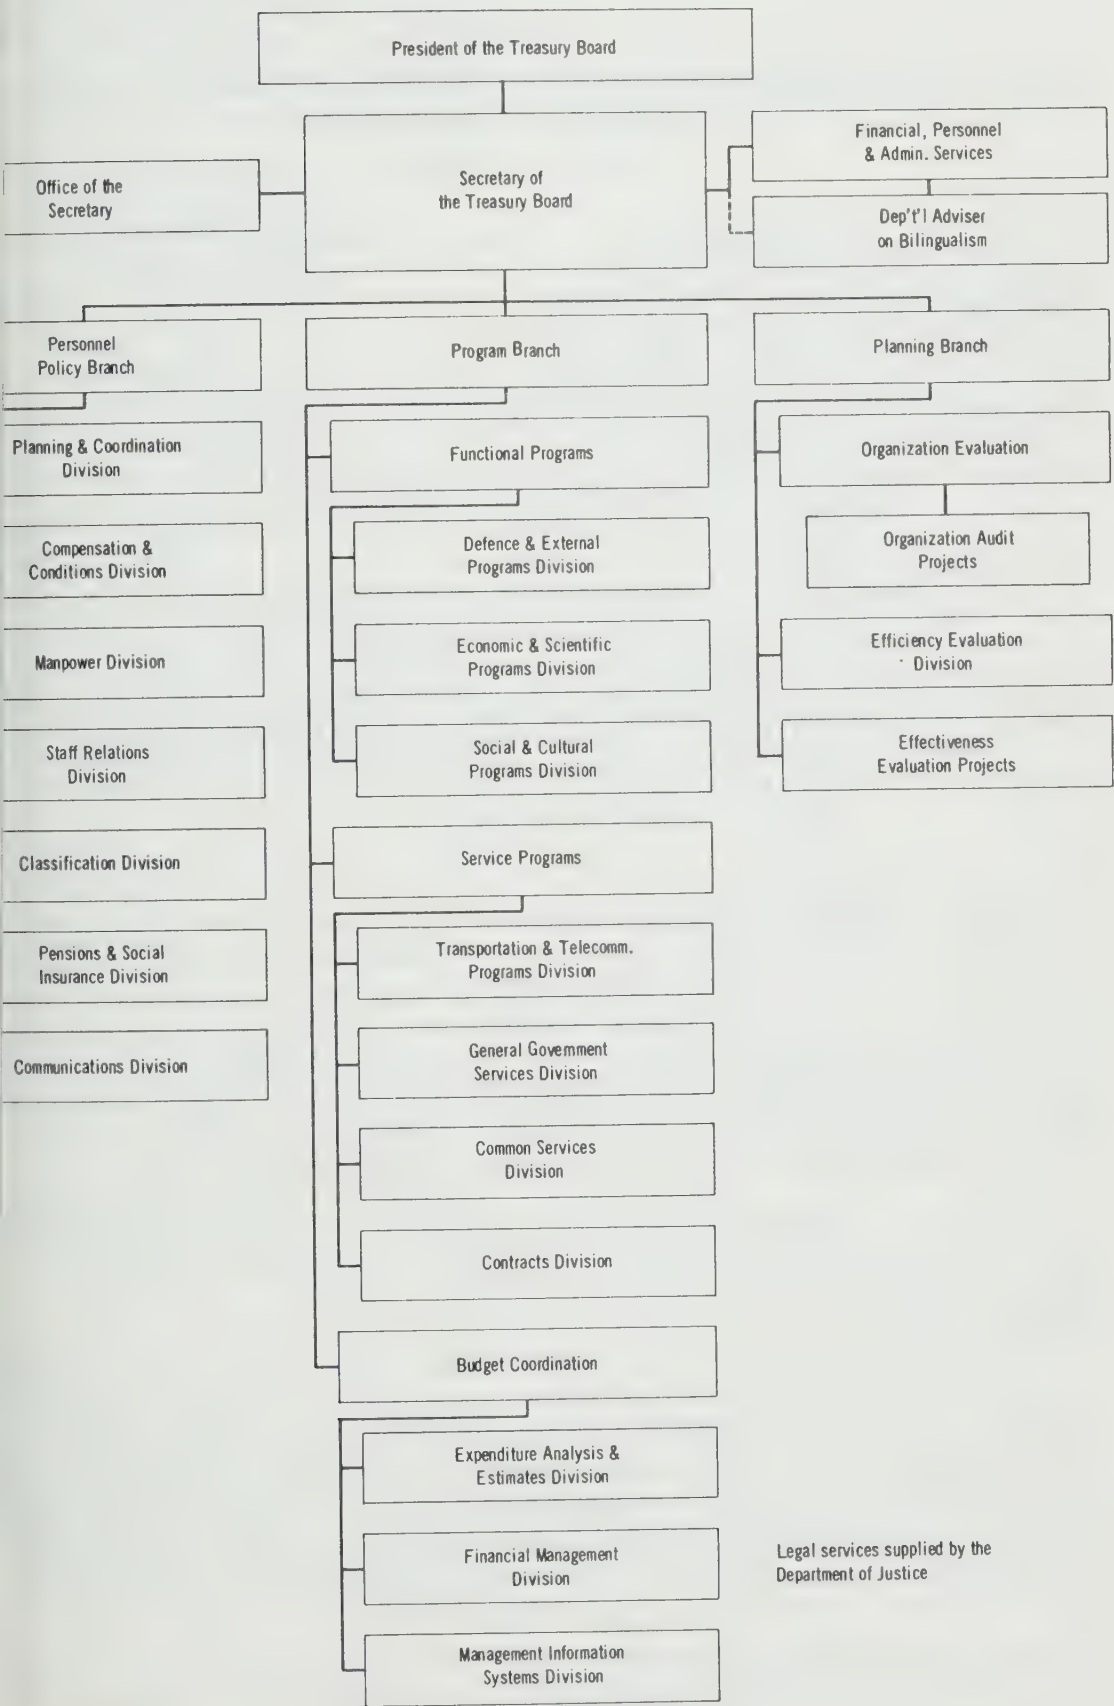 President of the Treasury Board
Secretary of
the Treasury Board
Office of the
Secretary
Financial, Personnel
& Admin. Services
Dep't'l Adviser
on Bilingualism
Personnel
Policy Branch
Planning & Coordination
Division
Compensation &
Conditions Division
Manpower Division
Staff Relations
Division
Classification Division
Pensions & Social
Insurance Division
Communications Division
Program Branch
Functional Programs
Defence & External
Programs Division
Economic & Scientific
Programs Division
Social & Cultural
Programs Division
Service Programs
Transportation & Telecomm.
Programs Division
General Government
Services Division
Common Services
Division
Contracts Division
Budget Coordination
Expenditure Analysis &
Estimates Division
Financial Management
Division
Management Information
Systems Division
Planning Branch
Organization Evaluation
Organization Audit
Projects
Efficiency Evaluation
Division
Effectiveness
Evaluation Projects
Legal services supplied by the
Department of Justice